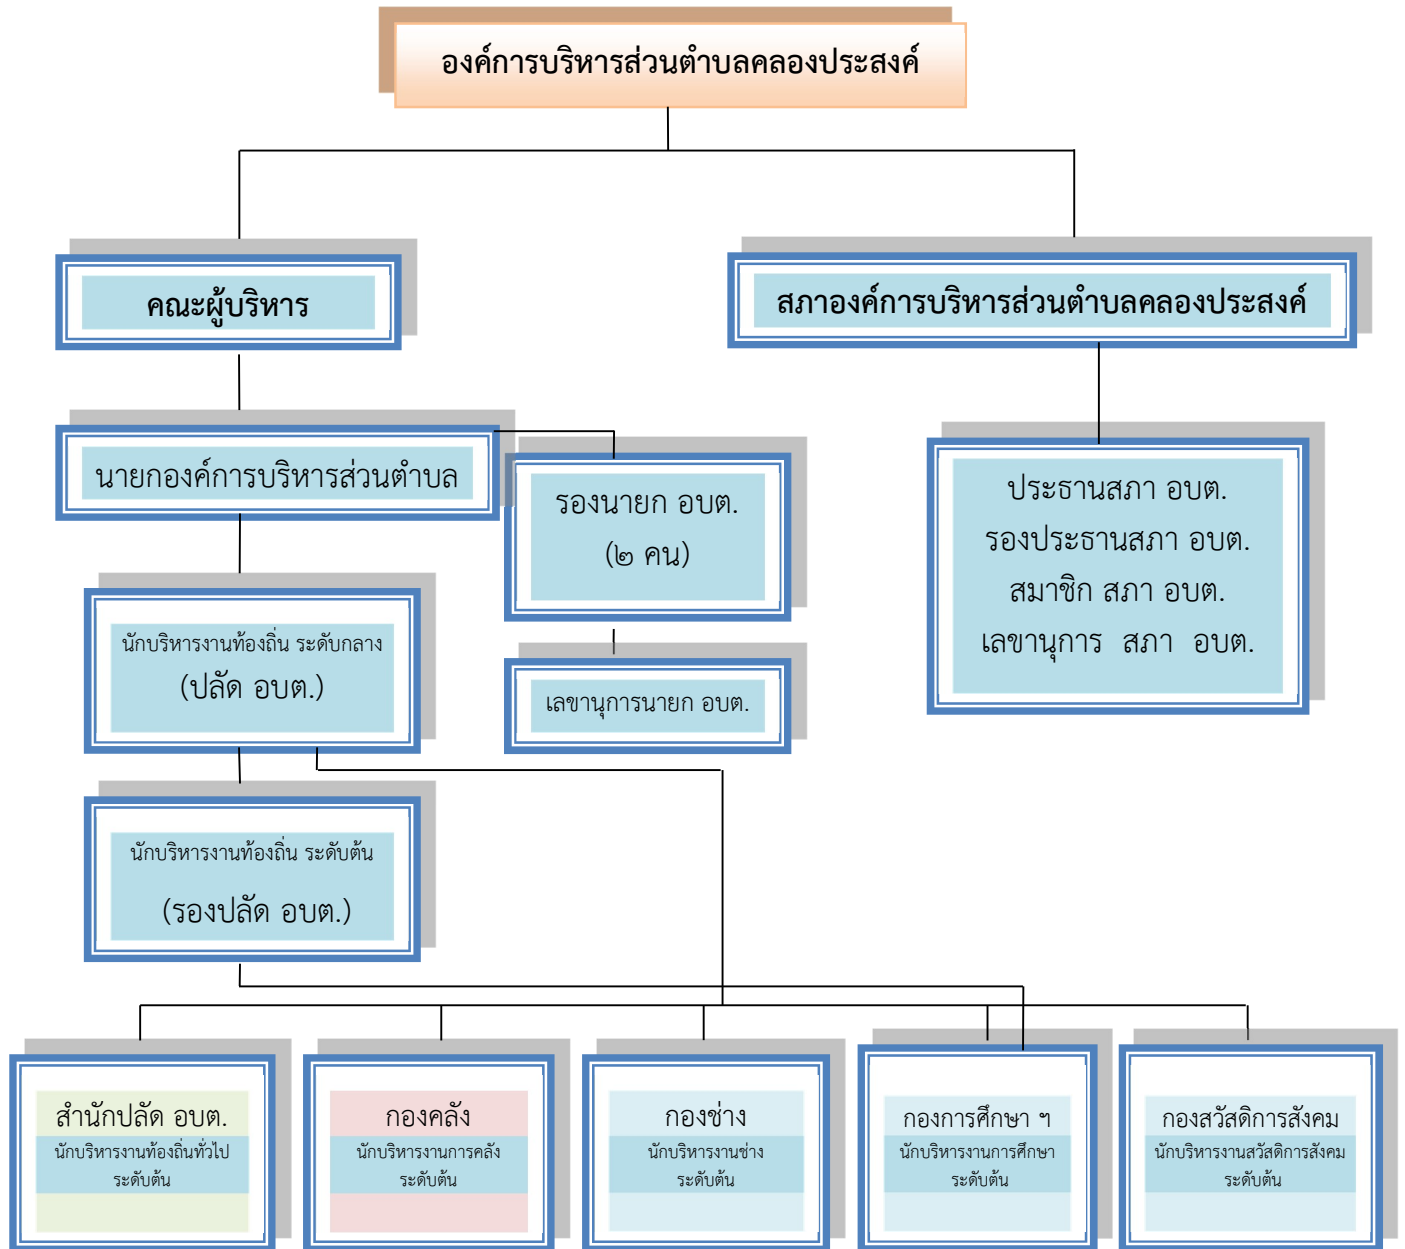 องค์การบริหารส่วนตำบลคลองประสงค์
คณะผู้บริหาร
สภาองค์การบริหารส่วนตำบลคลองประสงค์
นายกองค์การบริหารส่วนตำบล
รองนายก อบต.
(๒ คน)
ประธานสภา อบต.
รองประธานสภา อบต.
สมาชิก สภา อบต.
เลขานุการ สภา อบต.
นักบริหารงานท้องถิ่น ระดับกลาง
(ปลัด อบต.)
เลขานุการนายก อบต.
นักบริหารงานท้องถิ่น ระดับต้น
(รองปลัด อบต.)
สำนักปลัด อบต.
นักบริหารงานท้องถิ่นทั่วไป
ระดับต้น
กองคลัง
นักบริหารงานการคลัง
ระดับต้น
กองช่าง
นักบริหารงานช่าง
ระดับต้น
กองการศึกษา ฯ
นักบริหารงานการศึกษา
ระดับต้น
กองสวัสดิการสังคม
นักบริหารงานสวัสดิการสังคม
ระดับต้น